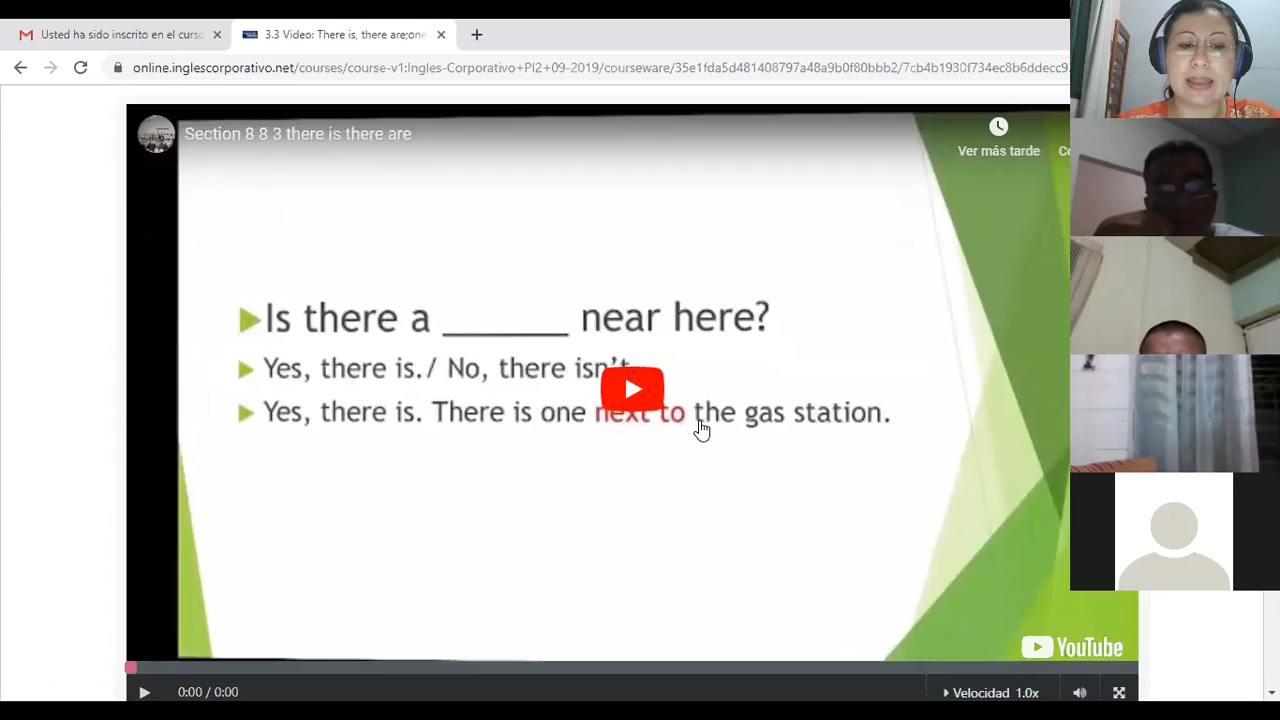 Usted ha sido inscrito en el curso
3.3 Video: There is, there are;one
online.inglescorporativo.net/courses/course-v1:Ingles-Corporativo+PI2+09-2019/courseware/35e1fda5d481408797a48a9b0f80bbb2/7cb4b1930f734ec8b6ddecc9
Section 8 8 3 there is there are
Ver más tarde
Is there a ______ near here?
Yes, there is./ No, there isn't
Yes, there is. There is one next to the gas station.
YouTube
0:00 / 0:00
Velocidad 1.0x